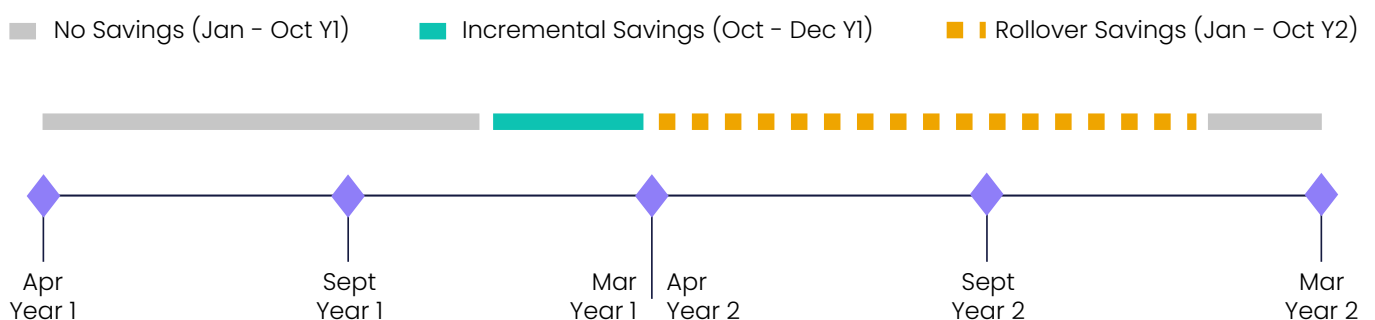 No Savings (Jan - Oct Y1)
Incremental Savings (Oct - Dec Y1)
Rollover Savings (Jan - Oct Y2)
Apr
Year 1
Sept
Year 1
Mar
Year 1
Apr
Year 2
Sept
Year 2
Mar
Year 2